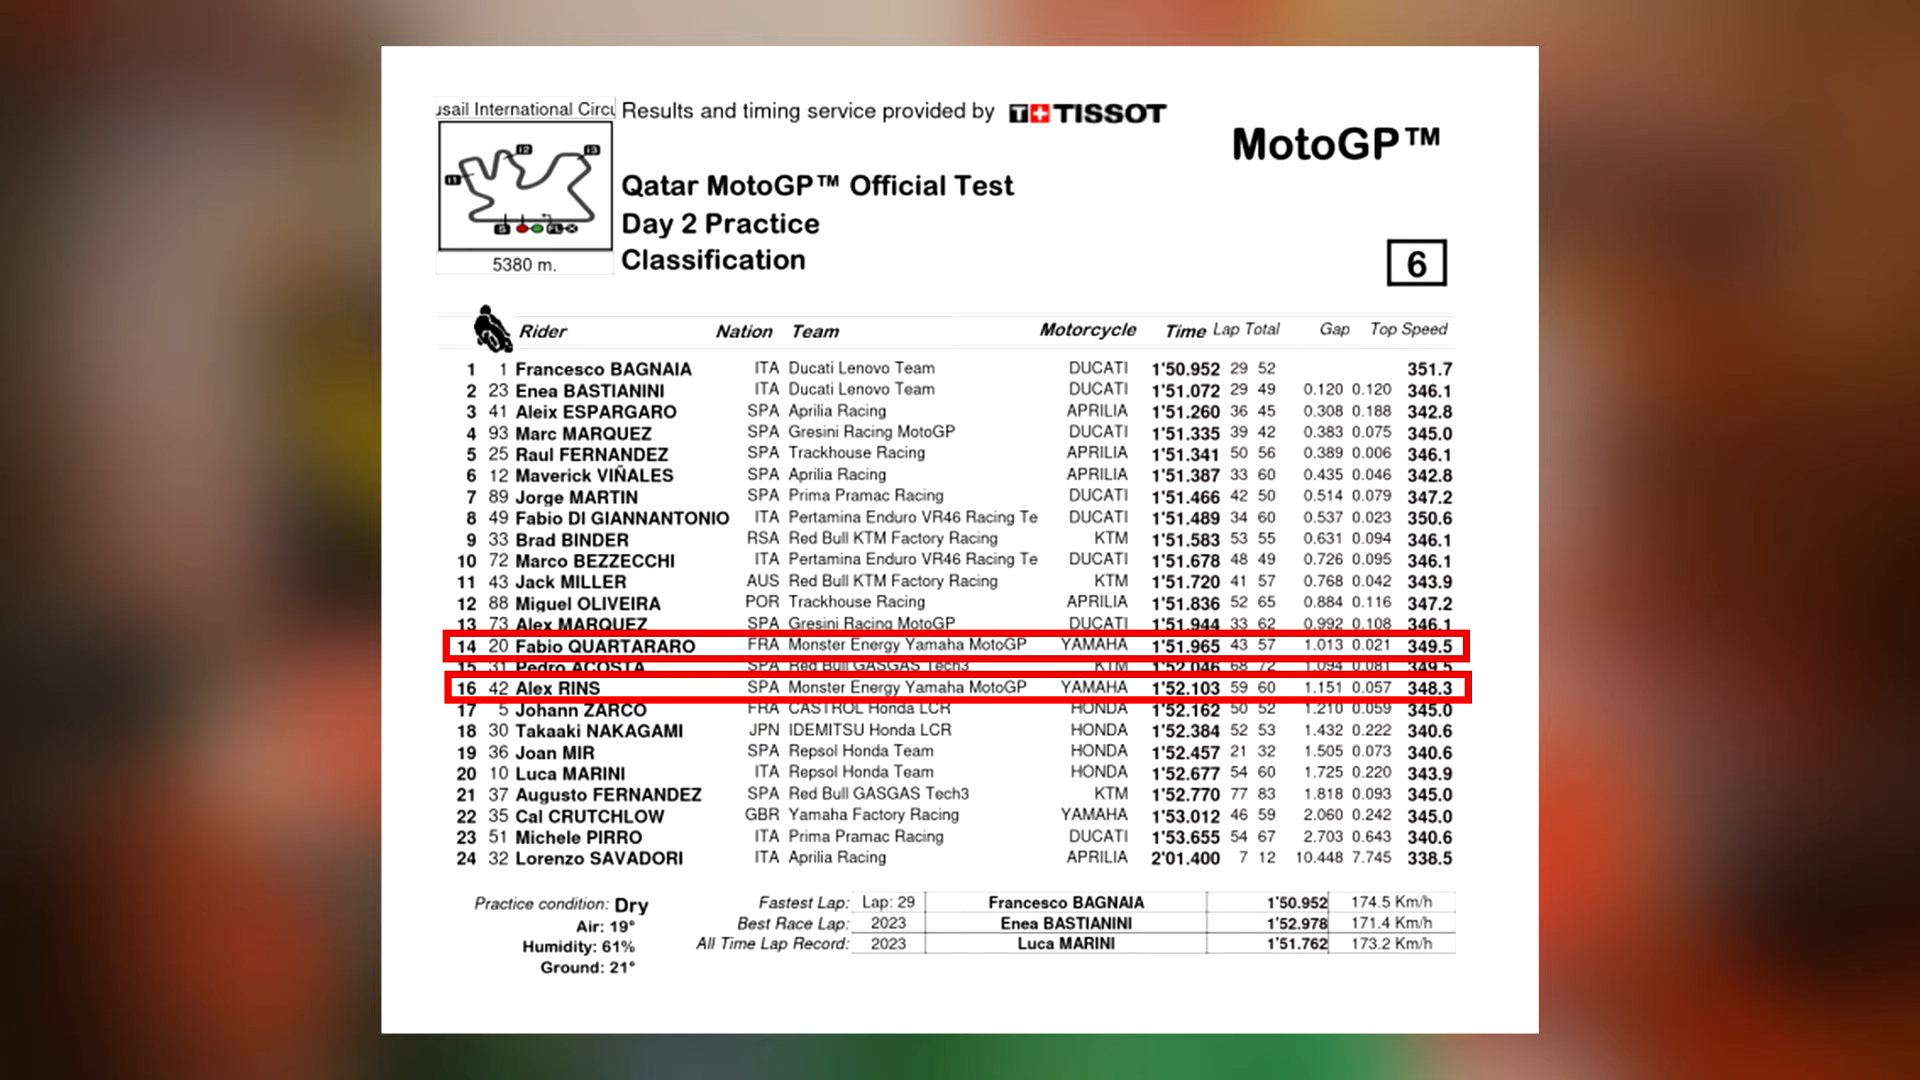 usail International Circu
Results and timing service provided by T+TISSOT
MotoGP™
I1 I2 I3
S FL
5380 m.
Qatar MotoGP™ Official Test
Day 2 Practice
Classification
6
Rider Nation Team Motorcycle Time Lap Total Gap Top Speed
1 1 Francesco BAGNAIA ITA Ducati Lenovo Team DUCATI 1'50.952 29 52 351.7
2 23 Enea BASTIANINI ITA Ducati Lenovo Team DUCATI 1'51.072 29 49 0.120 0.120 346.1
3 41 Aleix ESPARGARO SPA Aprilia Racing APRILIA 1'51.260 36 45 0.308 0.188 342.8
4 93 Marc MARQUEZ SPA Gresini Racing MotoGP DUCATI 1'51.335 39 42 0.383 0.075 345.0
5 25 Raul FERNANDEZ SPA Trackhouse Racing APRILIA 1'51.341 50 56 0.389 0.006 346.1
6 12 Maverick VIÑALES SPA Aprilia Racing APRILIA 1'51.387 33 60 0.435 0.046 342.8
7 89 Jorge MARTIN SPA Prima Pramac Racing DUCATI 1'51.466 42 50 0.514 0.079 347.2
8 49 Fabio DI GIANNANTONIO ITA Pertamina Enduro VR46 Racing Te DUCATI 1'51.489 34 60 0.537 0.023 350.6
9 33 Brad BINDER RSA Red Bull KTM Factory Racing KTM 1'51.583 53 55 0.631 0.094 346.1
10 72 Marco BEZZECCHI ITA Pertamina Enduro VR46 Racing Te DUCATI 1'51.678 48 49 0.726 0.095 346.1
11 43 Jack MILLER AUS Red Bull KTM Factory Racing KTM 1'51.720 41 57 0.768 0.042 343.9
12 88 Miguel OLIVEIRA POR Trackhouse Racing APRILIA 1'51.836 52 65 0.884 0.116 347.2
13 73 Alex MARQUEZ SPA Gresini Racing MotoGP DUCATI 1'51.944 33 62 0.992 0.108 346.1
14 20 Fabio QUARTARARO FRA Monster Energy Yamaha MotoGP YAMAHA 1'51.965 43 57 1.013 0.021 349.5
15 31 Pedro ACOSTA SPA Red Bull GASGAS Tech3 KTM 1'52.046 68 72 1.094 0.081 349.5
16 42 Alex RINS SPA Monster Energy Yamaha MotoGP YAMAHA 1'52.103 59 60 1.151 0.057 348.3
17 5 Johann ZARCO FRA CASTROL Honda LCR HONDA 1'52.162 50 52 1.210 0.059 345.0
18 30 Takaaki NAKAGAMI JPN IDEMITSU Honda LCR HONDA 1'52.384 52 53 1.432 0.222 340.6
19 36 Joan MIR SPA Repsol Honda Team HONDA 1'52.457 21 32 1.505 0.073 340.6
20 10 Luca MARINI ITA Repsol Honda Team HONDA 1'52.677 54 60 1.725 0.220 343.9
21 37 Augusto FERNANDEZ SPA Red Bull GASGAS Tech3 KTM 1'52.770 77 83 1.818 0.093 345.0
22 35 Cal CRUTCHLOW GBR Yamaha Factory Racing YAMAHA 1'53.012 46 59 2.060 0.242 345.0
23 51 Michele PIRRO ITA Prima Pramac Racing DUCATI 1'53.655 54 67 2.703 0.643 340.6
24 32 Lorenzo SAVADORI ITA Aprilia Racing APRILIA 2'01.400 7 12 10.448 7.745 338.5
Practice condition: Dry
Air: 19°
Humidity: 61%
Ground: 21°
Fastest Lap: Lap: 29 Francesco BAGNAIA 1'50.952 174.5 Km/h
Best Race Lap: 2023 Enea BASTIANINI 1'52.978 171.4 Km/h
All Time Lap Record: 2023 Luca MARINI 1'51.762 173.2 Km/h